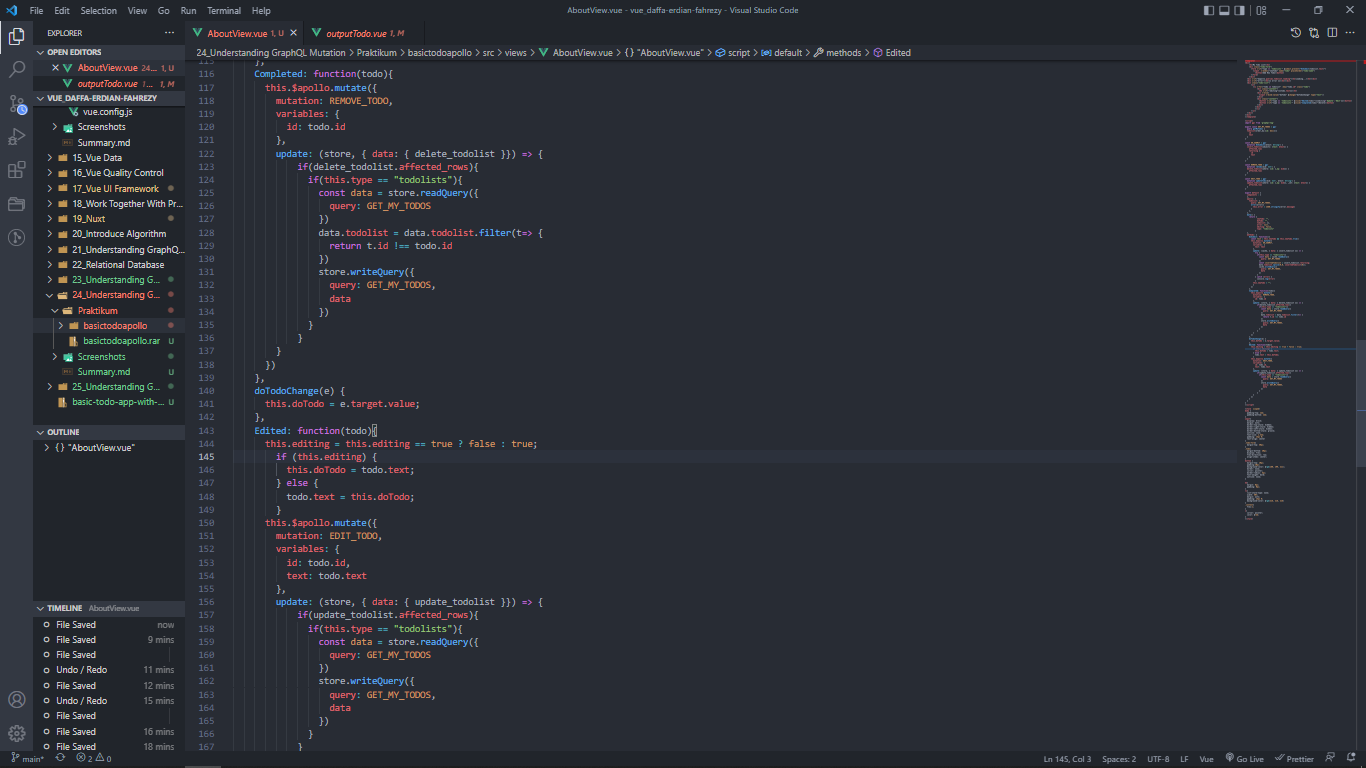 File Edit Selection View Go Run Terminal Help
AboutView.vue - vue_daffa-erdian-fahrezy - Visual Studio Code
EXPLORER
OPEN EDITORS
AboutView.vue 24... 1, U
outputTodo.vue 1... 1, M
VUE_DAFFA-ERDIAN-FAHREZY
vue.config.js
Screenshots
Summary.md
15_Vue Data
16_Vue Quality Control
17_Vue UI Framework
18_Work Together With Pr...
19_Nuxt
20_Introduce Algorithm
21_Understanding GraphQ...
22_Relational Database
23_Understanding G...
24_Understanding G...
Praktikum
basictodoapollo
basictodoapollo.rar U
Screenshots
Summary.md U
25_Understanding G...
basic-todo-app-with-... U
OUTLINE
{} "AboutView.vue"
TIMELINE AboutView.vue
File Saved now
File Saved 9 mins
File Saved
Undo / Redo 11 mins
File Saved 12 mins
Undo / Redo 15 mins
File Saved
File Saved 16 mins
File Saved 18 mins
AboutView.vue 1, U
outputTodo.vue 1, M
24_Understanding GraphQL Mutation > Praktikum > basictodoapollo > src > views > AboutView.vue > {} "AboutView.vue" > script > default > methods > Edited
115 },
116 Completed: function(todo){
117 this.$apollo.mutate({
118 mutation: REMOVE_TODO,
119 variables: {
120 id: todo.id
121 },
122 update: (store, { data: { delete_todolist }}) => {
123 if(delete_todolist.affected_rows){
124 if(this.type == "todolists"){
125 const data = store.readQuery({
126 query: GET_MY_TODOS
127 })
128 data.todolist = data.todolist.filter(t=> {
129 return t.id !== todo.id
130 })
131 store.writeQuery({
132 query: GET_MY_TODOS,
133 data
134 })
135 }
136 }
137 }
138 })
139 },
140 doTodoChange(e) {
141 this.doTodo = e.target.value;
142 },
143 Edited: function(todo){
144 this.editing = this.editing == true ? false : true;
145 if (this.editing) {
146 this.doTodo = todo.text;
147 } else {
148 todo.text = this.doTodo;
149 }
150 this.$apollo.mutate({
151 mutation: EDIT_TODO,
152 variables: {
153 id: todo.id,
154 text: todo.text
155 },
156 update: (store, { data: { update_todolist }}) => {
157 if(update_todolist.affected_rows){
158 if(this.type == "todolists"){
159 const data = store.readQuery({
160 query: GET_MY_TODOS
161 })
162 store.writeQuery({
163 query: GET_MY_TODOS,
164 data
165 })
166 }
167 }
main* 2 0
Ln 145, Col 3 Spaces: 2 UTF-8 LF Vue Go Live Prettier